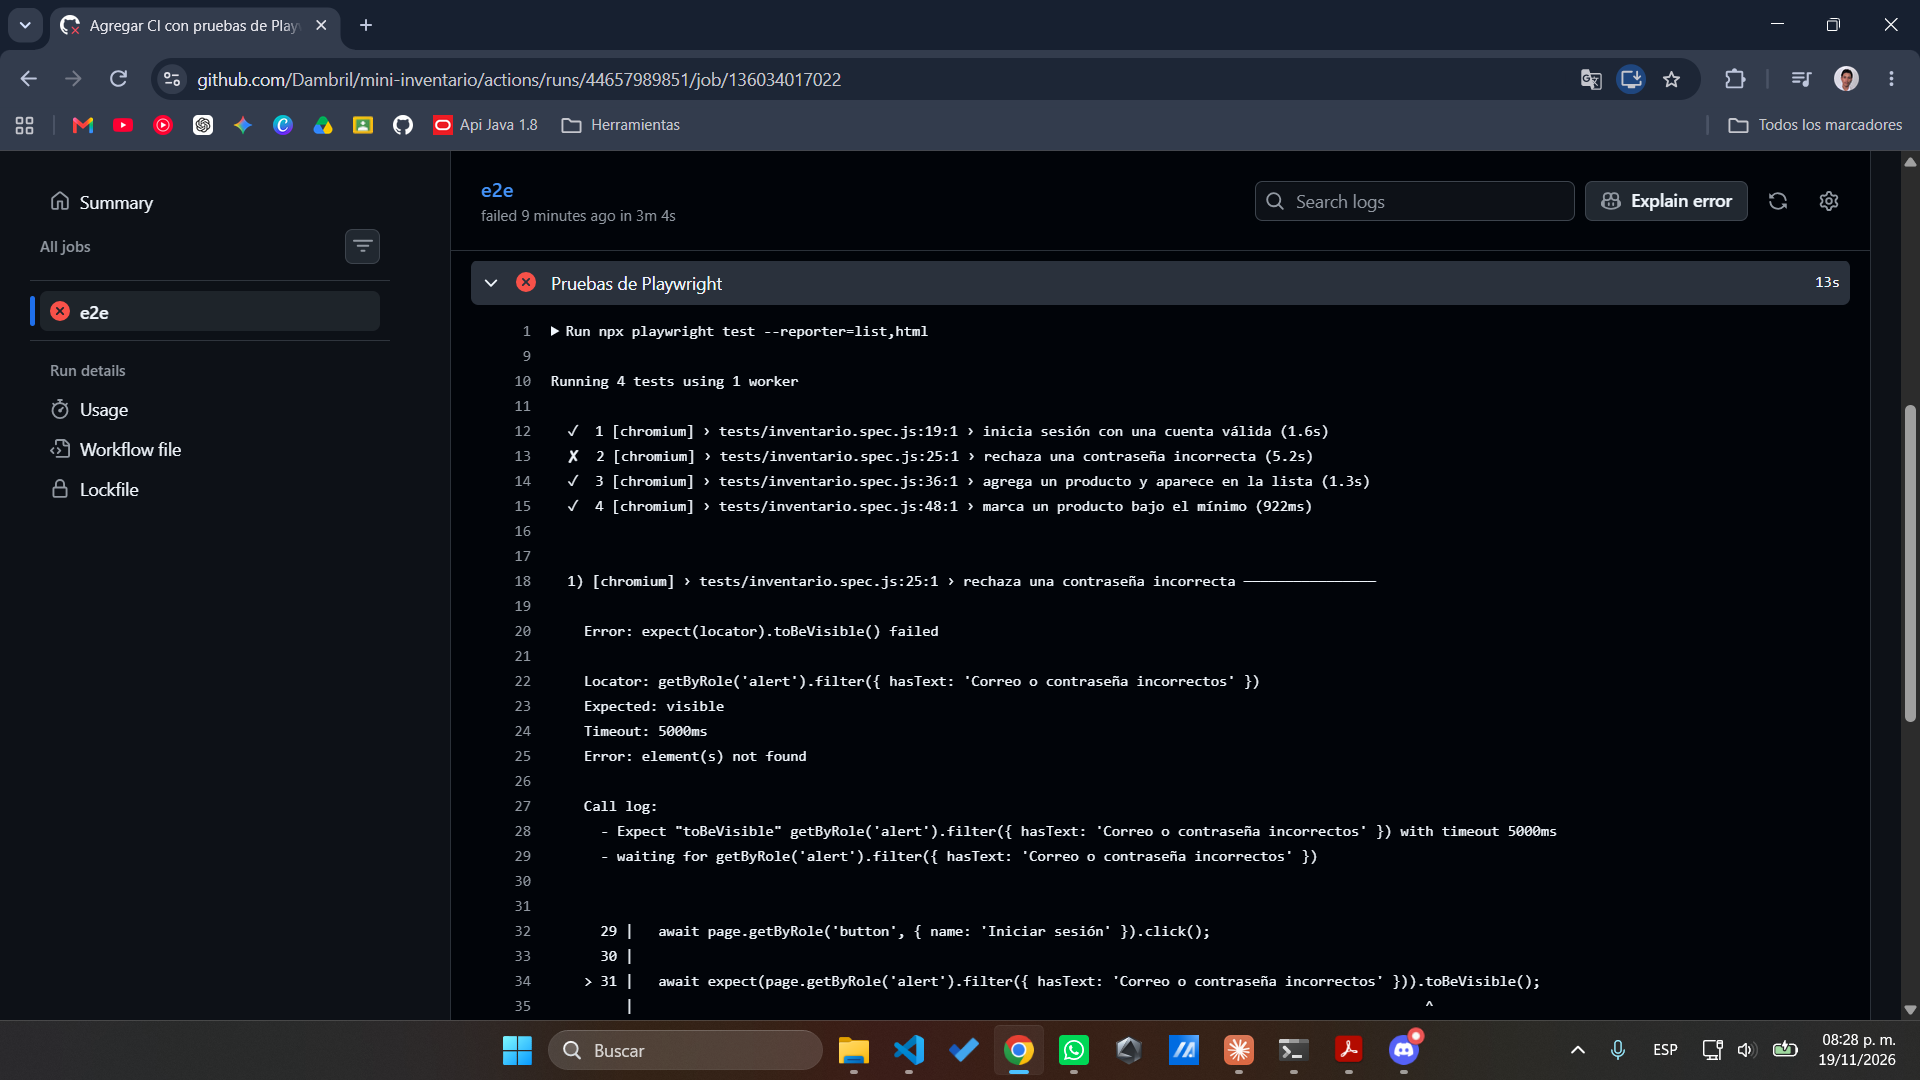 Agregar CI con pruebas de Play
github.com/Dambril/mini-inventario/actions/runs/44657989851/job/136034017022
Api Java 1.8
Herramientas
Todos los marcadores
Summary
All jobs
e2e
Run details
Usage
Workflow file
Lockfile
e2e
failed 9 minutes ago in 3m 4s
Search logs
Explain error
Pruebas de Playwright
13s
1 Run npx playwright test --reporter=list,html
9
10 Running 4 tests using 1 worker
11
12 ✓ 1 [chromium] › tests/inventario.spec.js:19:1 › inicia sesión con una cuenta válida (1.6s)
13 ✗ 2 [chromium] › tests/inventario.spec.js:25:1 › rechaza una contraseña incorrecta (5.2s)
14 ✓ 3 [chromium] › tests/inventario.spec.js:36:1 › agrega un producto y aparece en la lista (1.3s)
15 ✓ 4 [chromium] › tests/inventario.spec.js:48:1 › marca un producto bajo el mínimo (922ms)
16
17
18 1) [chromium] › tests/inventario.spec.js:25:1 › rechaza una contraseña incorrecta ────────────────
19
20 Error: expect(locator).toBeVisible() failed
21
22 Locator: getByRole('alert').filter({ hasText: 'Correo o contraseña incorrectos' })
23 Expected: visible
24 Timeout: 5000ms
25 Error: element(s) not found
26
27 Call log:
28 - Expect "toBeVisible" getByRole('alert').filter({ hasText: 'Correo o contraseña incorrectos' }) with timeout 5000ms
29 - waiting for getByRole('alert').filter({ hasText: 'Correo o contraseña incorrectos' })
30
31
32 29 | await page.getByRole('button', { name: 'Iniciar sesión' }).click();
33 30 |
34 > 31 | await expect(page.getByRole('alert').filter({ hasText: 'Correo o contraseña incorrectos' })).toBeVisible();
35 | ^
Buscar
ESP
08:28 p. m.
19/11/2026